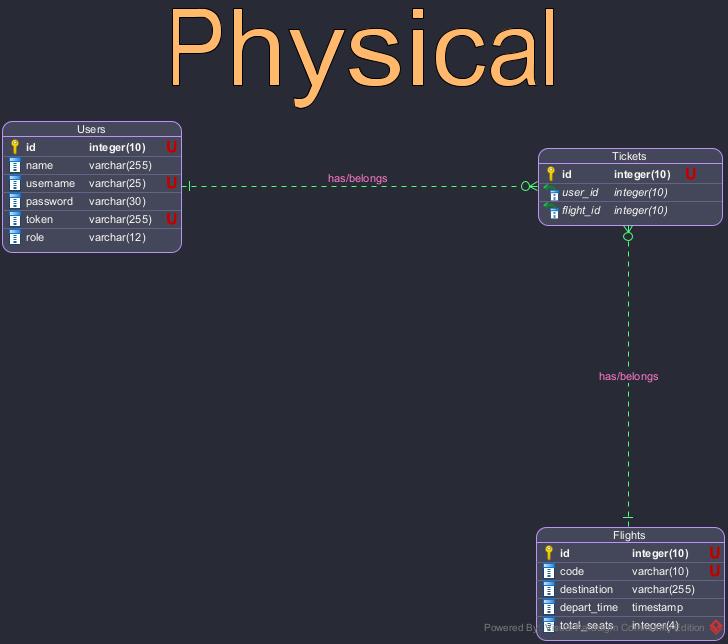 Physical
Users
id integer(10) U
name varchar(255)
username varchar(25) U
password varchar(30)
token varchar(255) U
role varchar(12)
has/belongs
Tickets
id integer(10) U
user_id integer(10)
flight_id integer(10)
has/belongs
Flights
id integer(10) U
code varchar(10) U
destination varchar(255)
depart_time timestamp
total_seats integer(4)
Powered By Edition